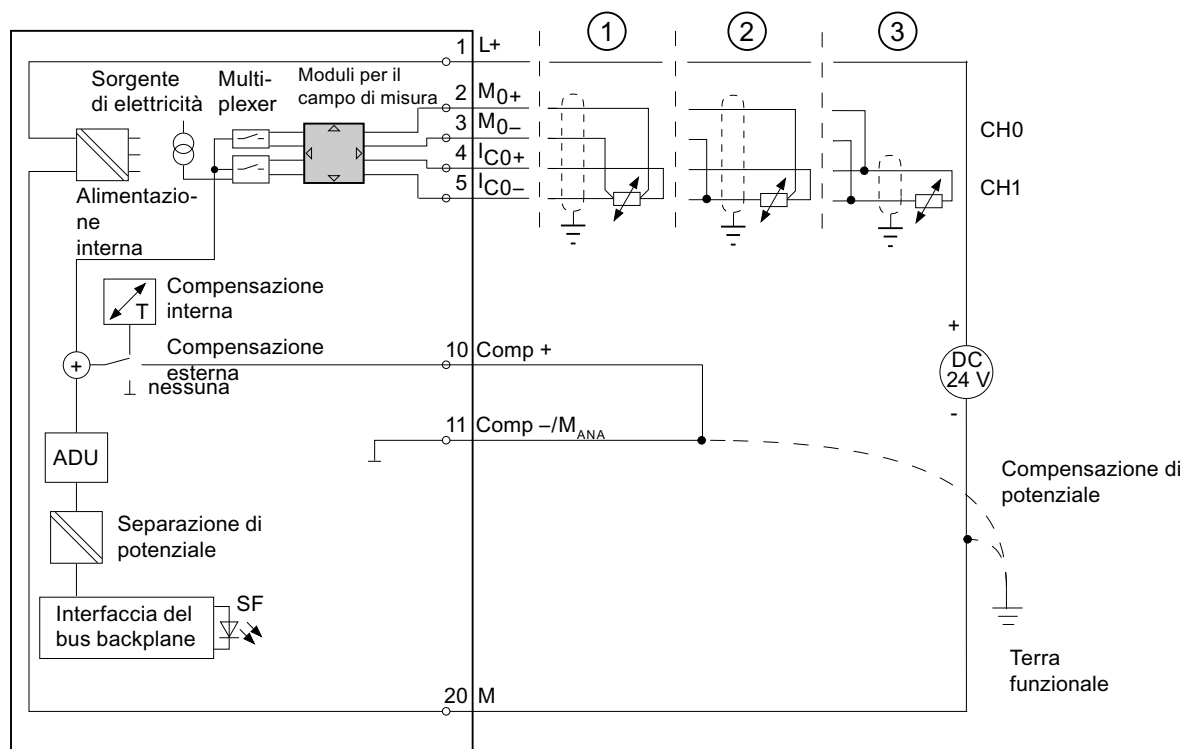 1 L+
① ② ③
Sorgente
di elettricità
Multi-
plexer
Moduli per il
campo di misura
2 M0+
3 M0–
4 IC0+
5 IC0–
CH0
CH1
Alimentazio-
ne
interna
Compensazione
interna
T
Compensazione
esterna
+
⊥ nessuna
10 Comp +
11 Comp –/MANA
+
DC
24 V
-
ADU
Compensazione di
potenziale
Separazione di
potenziale
Interfaccia del
bus backplane
SF
Terra
funzionale
20 M